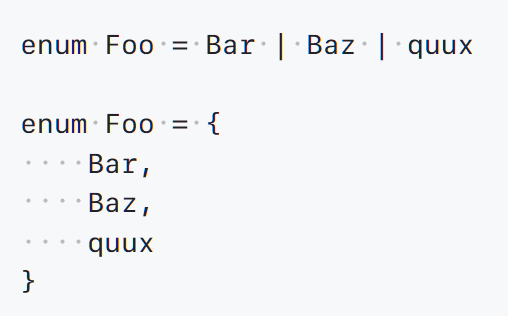 enum Foo = Bar | Baz | quux

enum Foo = {
    Bar,
    Baz,
    quux
}